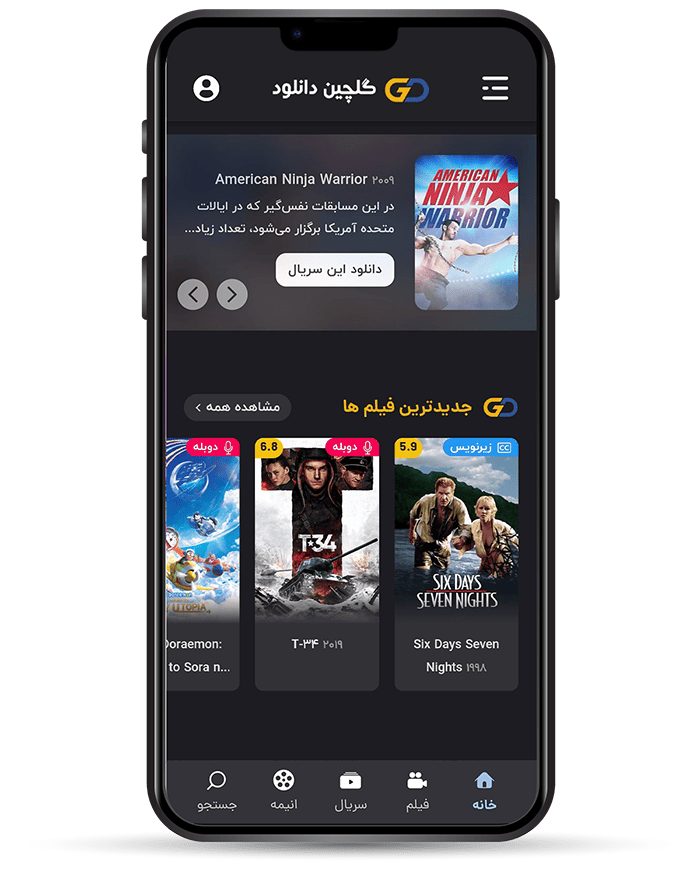 گلچین دانلود
American Ninja Warrior ۲۰۰۹
در این مسابقات نفس‌گیر که در ایالات
متحده آمریکا برگزار می‌شود، تعداد زیاد...
دانلود این سریال
AMERICAN
NINJA
WARRIOR
جدیدترین فیلم ها
مشاهده همه
CC زیرنویس
5.9
SIX DAYS
SEVEN NIGHTS
Six Days Seven
Nights ۱۹۹۸
دوبله
6.8
T-34
T-۳۴ ۲۰۱۹
دوبله
UTOPIA
Doraemon:
to Sora n...
خانه
فیلم
سریال
انیمه
جستجو